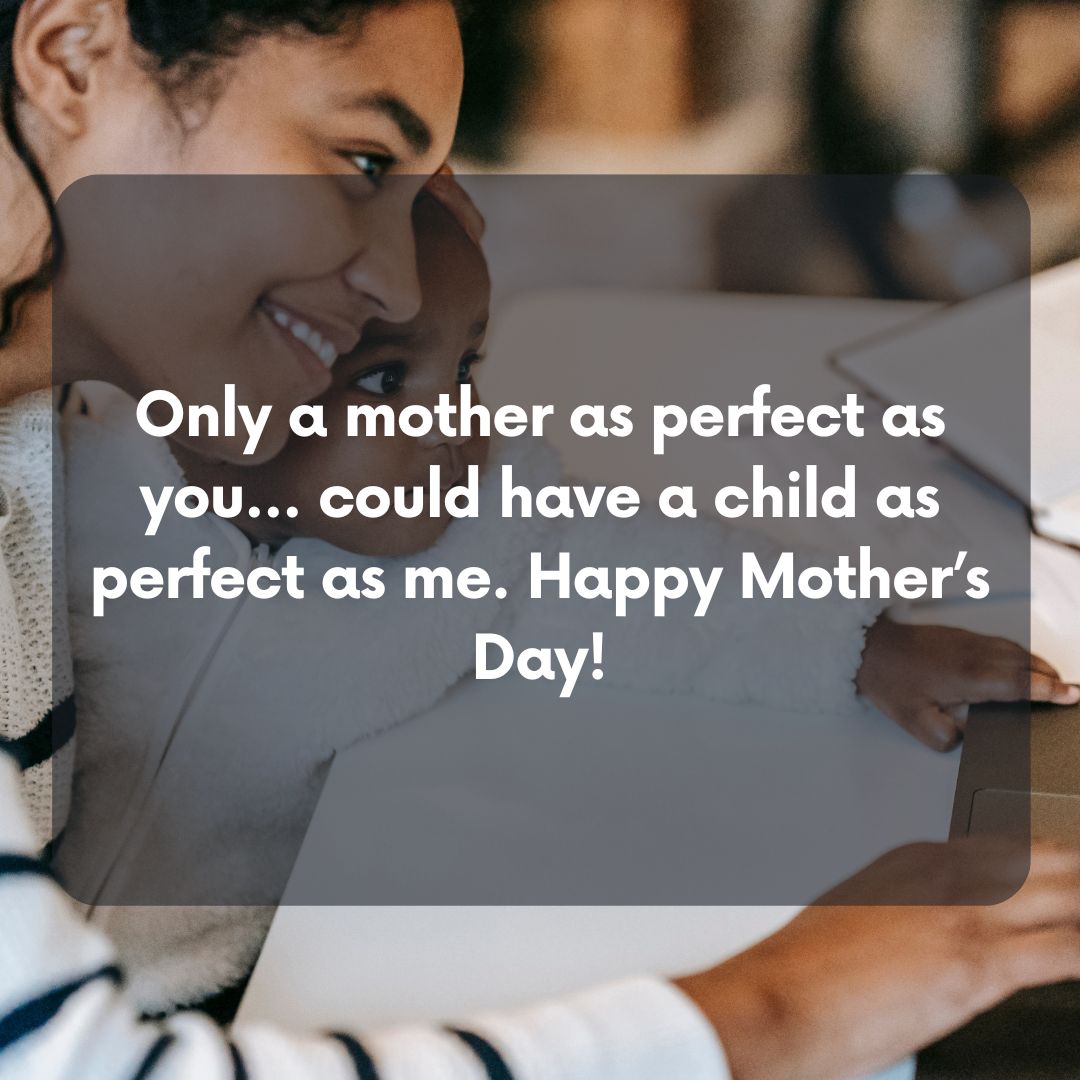 Only a mother as perfect as
you... could have a child as
perfect as me. Happy Mother’s
Day!